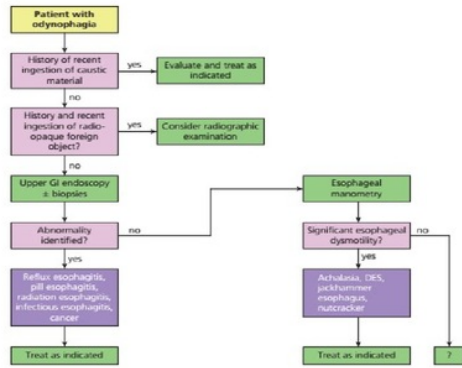 Patient with
odynophagia
History of recent
ingestion of caustic
material
yes
Evaluate and treat as
indicated
no
History and recent
ingestion of radio-
opaque foreign
object?
yes
Consider radiographic
examination
no
Upper GI endoscopy
± biopsies
Esophageal
manometry
Abnormality
identified?
no
Significant esophageal
dysmotility?
no
yes
yes
Reflux esophagitis,
pill esophagitis,
radiation esophagitis,
infectious esophagitis,
cancer
Achalasia, DES,
jackhammer
esophagus,
nutcracker
Treat as indicated
Treat as indicated
?